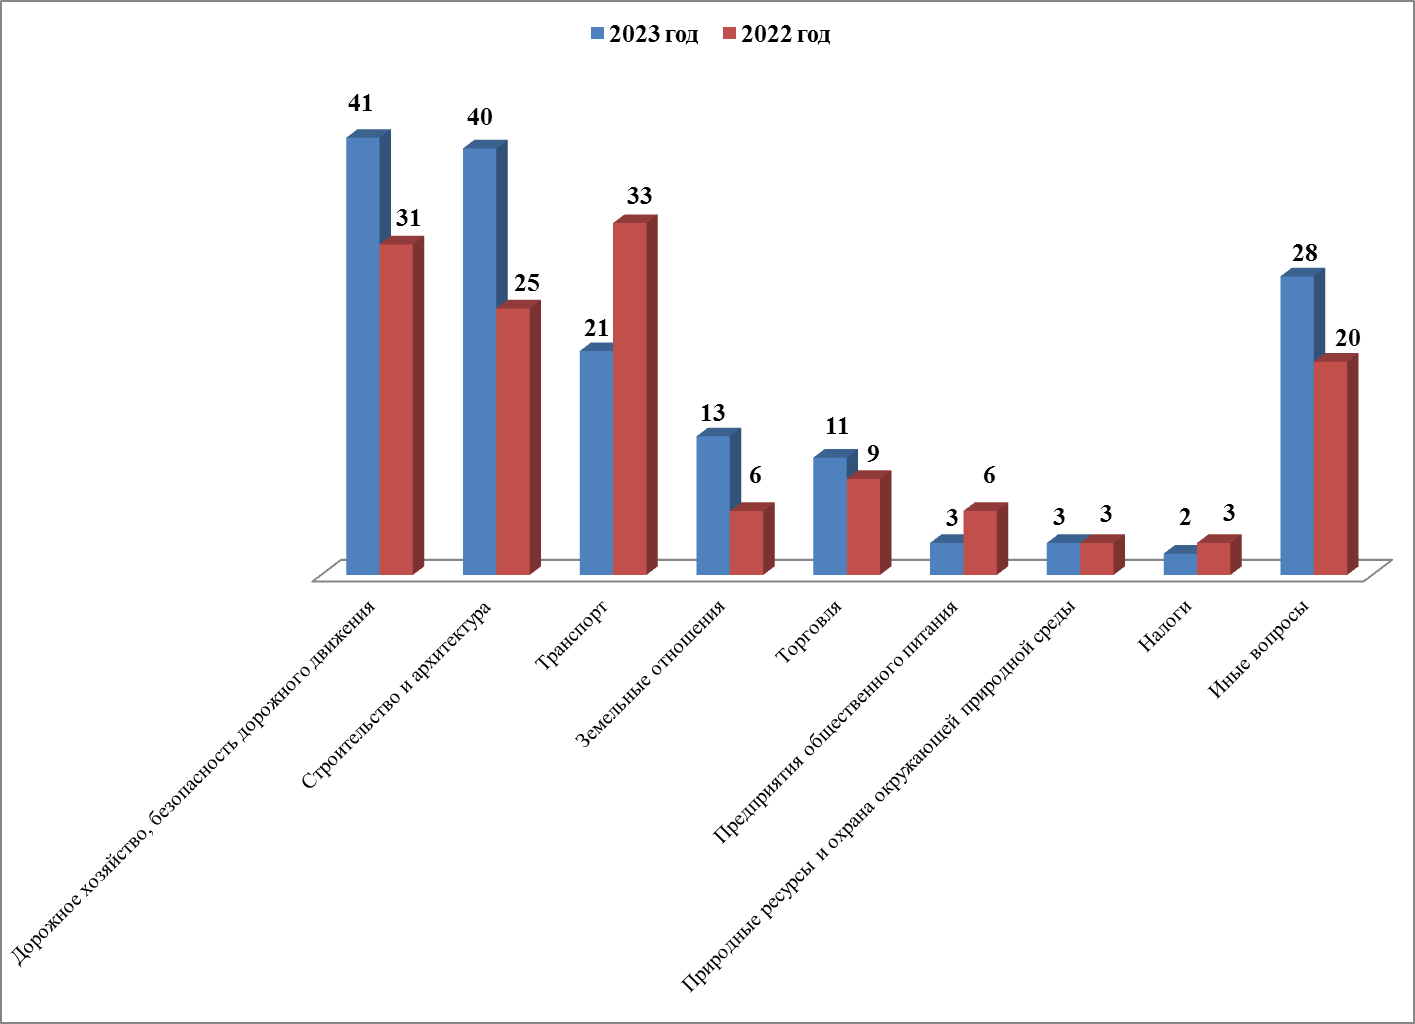 2023 год 2022 год
41
31
40
25
21
33
13
6
11
9
3
6
3
3
2
3
28
20
Дорожное хозяйство, безопасность дорожного движения
Строительство и архитектура
Транспорт
Земельные отношения
Торговля
Предприятия общественного питания
Природные ресурсы и охрана окружающей природной среды
Налоги
Иные вопросы